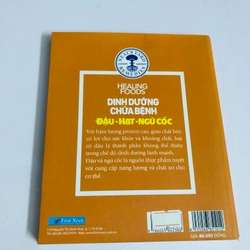 NEAL'S YARD
REMEDIES
HEALING
FOODS
DINH DƯỠNG
CHỮA BỆNH
ĐẬU-HẠT-NGŨ CỐC
Với hàm lượng protein cao, giàu chất béo
có lợi cho sức khỏe và khoáng chất, hạt
có dầu là thành phần không thể thiếu
trong chế độ dinh dưỡng lành mạnh.
Đậu và ngũ cốc là nguồn thực phẩm tuyệt
vời cung cấp năng lượng và chất xơ cho
cơ thể.
First News